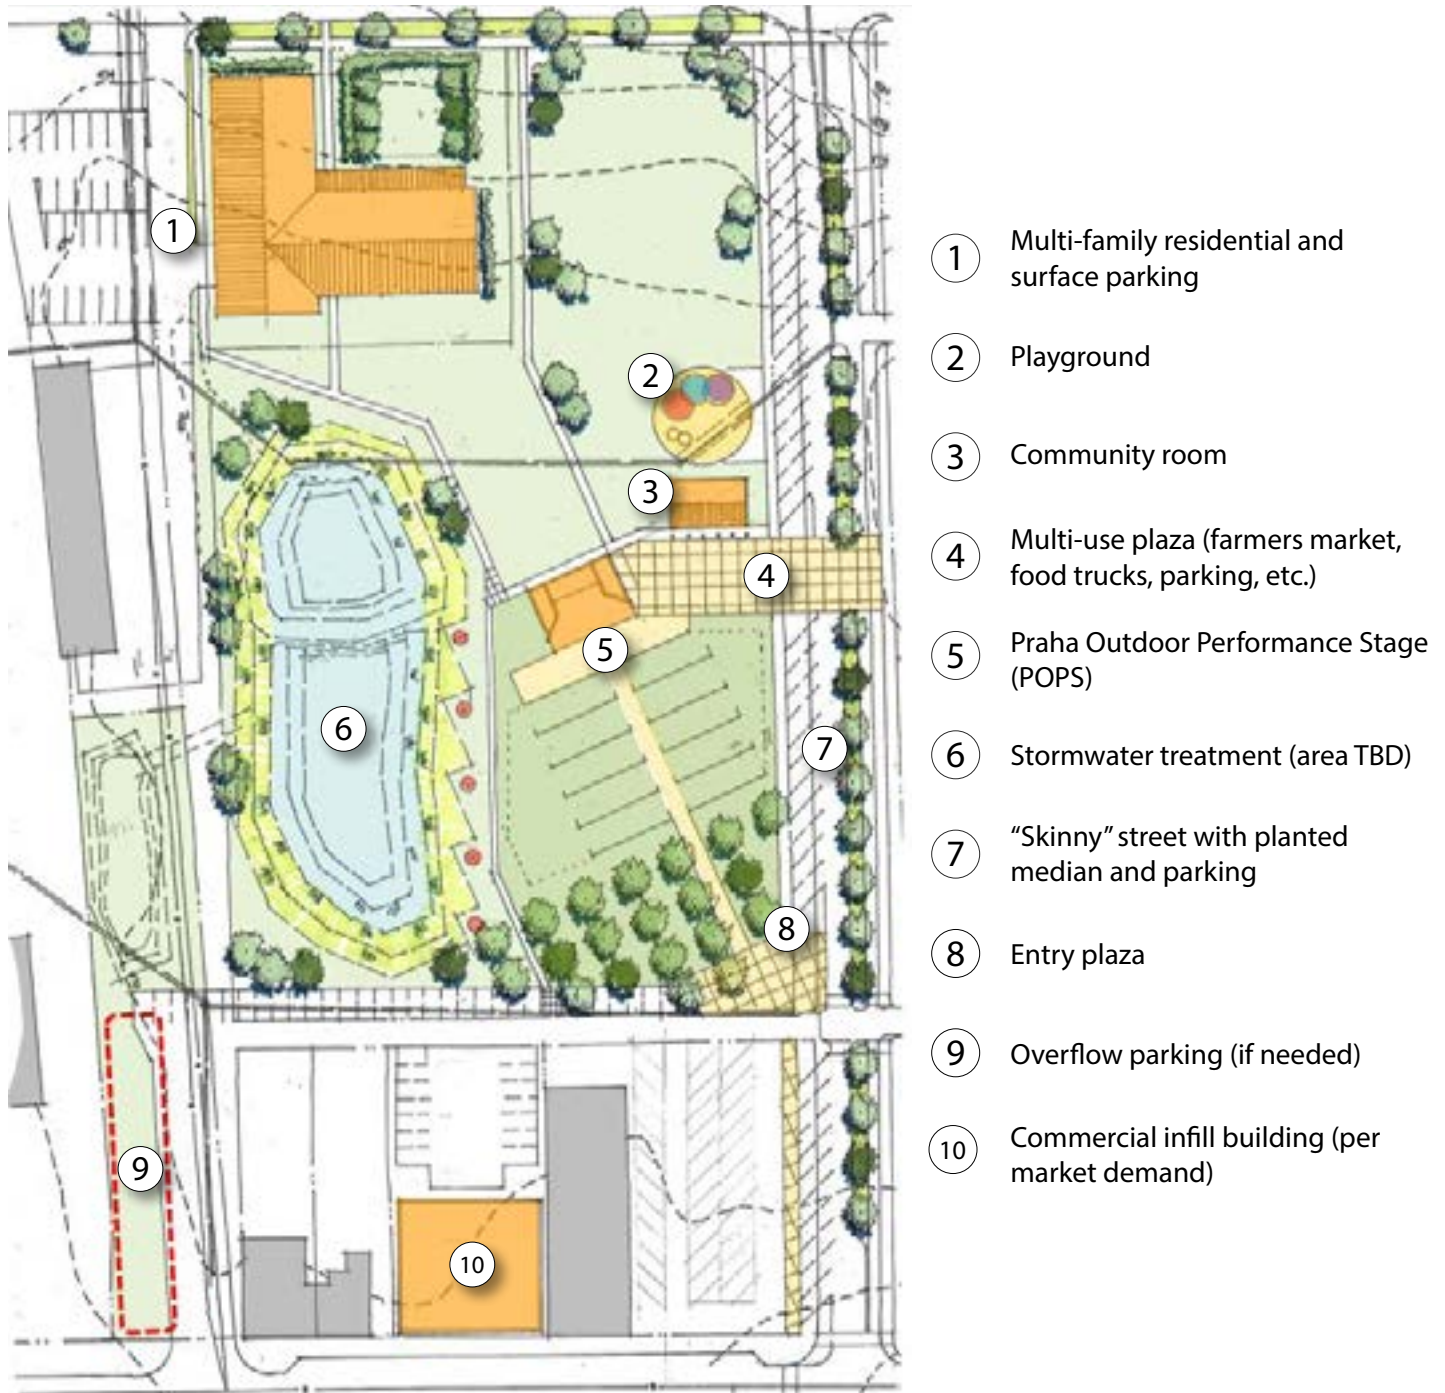 1
2
3
4
5
6
7
8
9
10
1
Multi-family residential and
surface parking
2
Playground
3
Community room
4
Multi-use plaza (farmers market,
food trucks, parking, etc.)
5
Praha Outdoor Performance Stage
(POPS)
6
Stormwater treatment (area TBD)
7
“Skinny” street with planted
median and parking
8
Entry plaza
9
Overflow parking (if needed)
10
Commercial infill building (per
market demand)